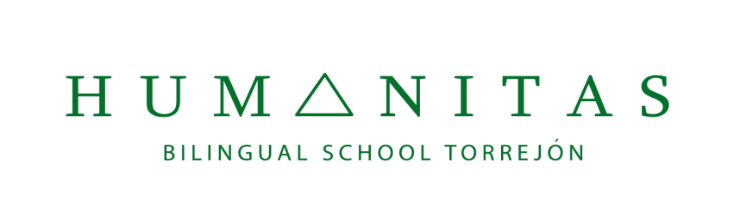 HUMANITAS
BILINGUAL SCHOOL TORREJÓN